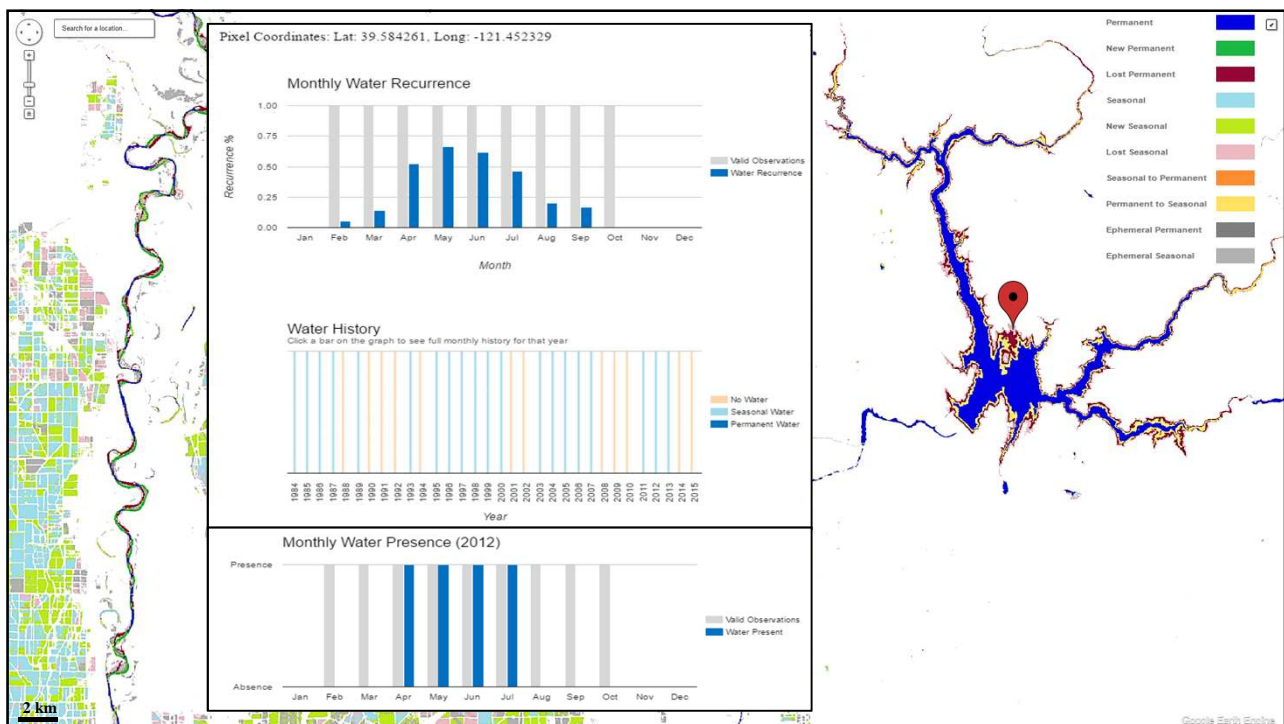 Search for a location...
Pixel Coordinates: Lat: 39.584261, Long: -121.452329
Monthly Water Recurrence
1.00
0.75
0.50
0.25
0.00
Recurrence %
Jan Feb Mar Apr May Jun Jul Aug Sep Oct Nov Dec
Month
Valid Observations
Water Recurrence
Water History
Click a bar on the graph to see full monthly history for that year
No Water
Seasonal Water
Permanent Water
1984 1985 1986 1987 1988 1989 1990 1991 1992 1993 1994 1995 1996 1997 1998 1999 2000 2001 2002 2003 2004 2005 2006 2007 2008 2009 2010 2011 2012 2013 2014 2015
Year
Monthly Water Presence (2012)
Presence
Absence
Valid Observations
Water Present
Jan Feb Mar Apr May Jun Jul Aug Sep Oct Nov Dec
Permanent
New Permanent
Lost Permanent
Seasonal
New Seasonal
Lost Seasonal
Seasonal to Permanent
Permanent to Seasonal
Ephemeral Permanent
Ephemeral Seasonal
2 km
Google Earth Engine